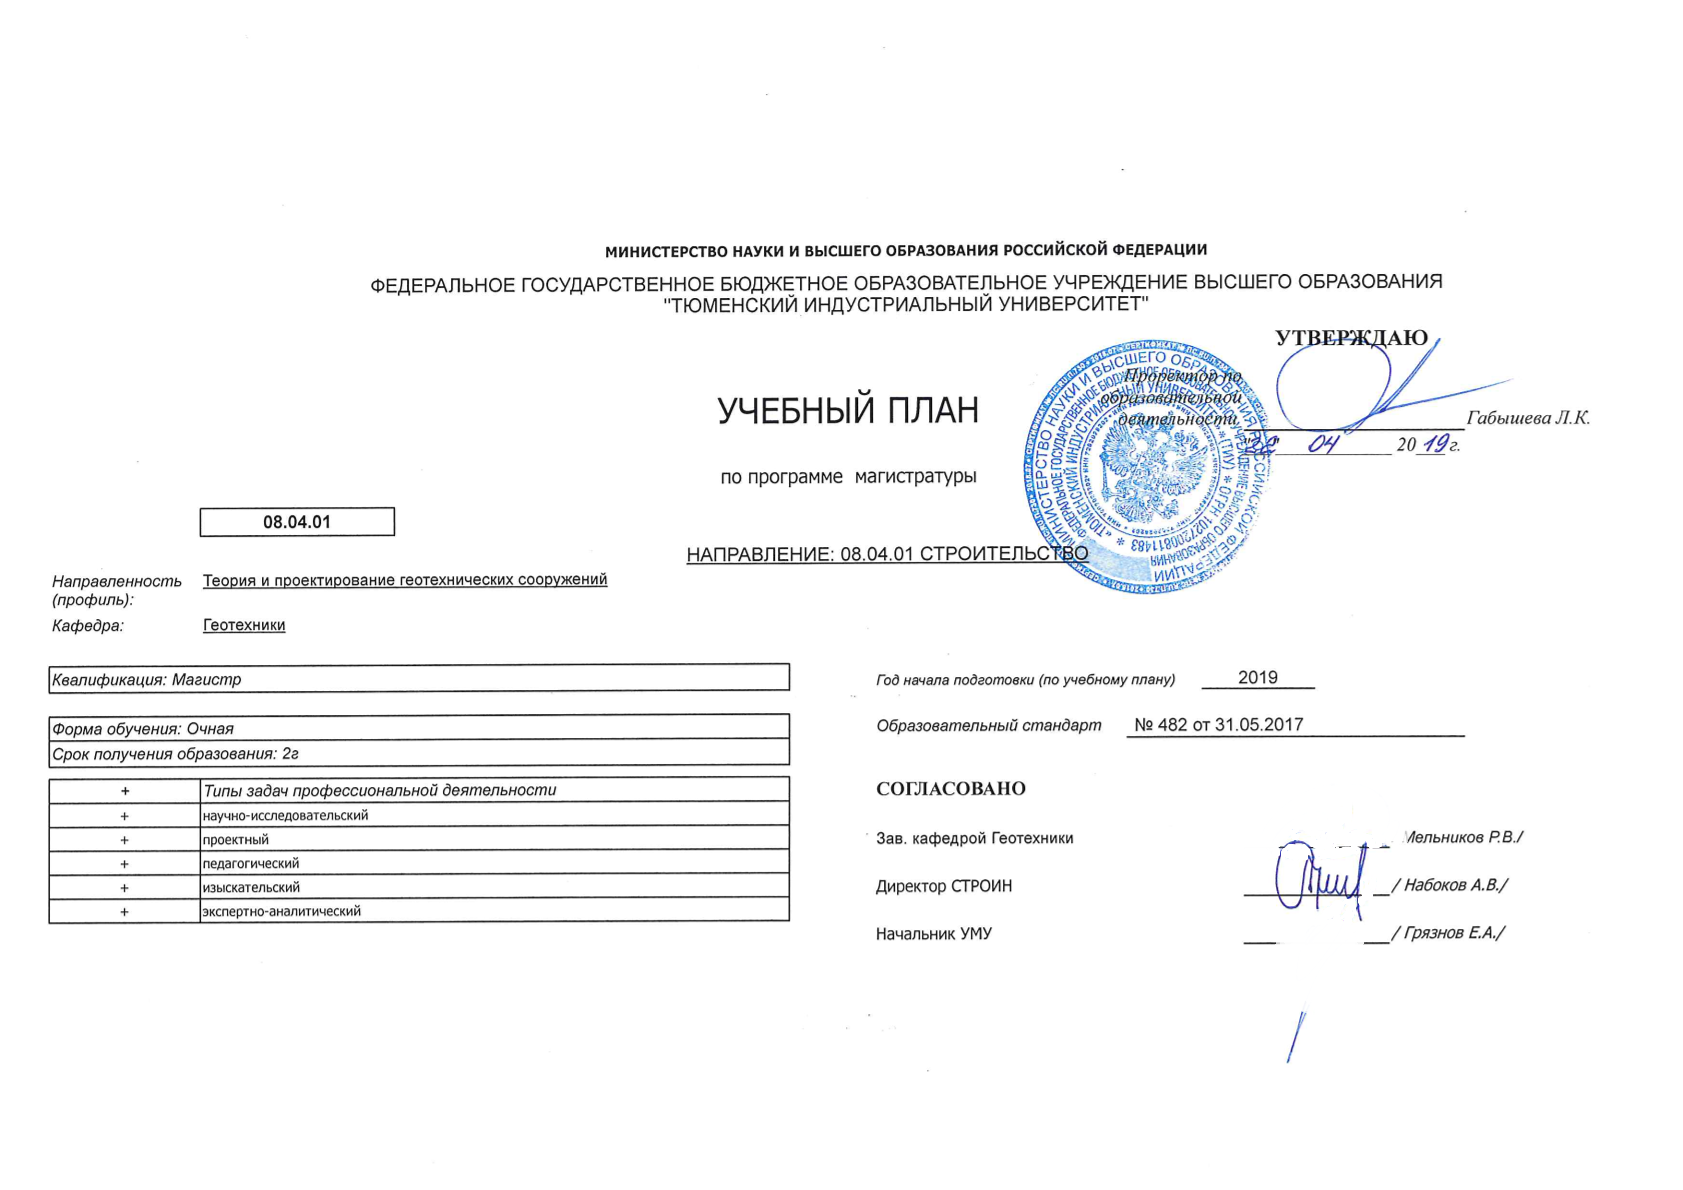 МИНИСТЕРСТВО НАУКИ И ВЫСШЕГО ОБРАЗОВАНИЯ РОССИЙСКОЙ ФЕДЕРАЦИИ
ФЕДЕРАЛЬНОЕ ГОСУДАРСТВЕННОЕ БЮДЖЕТНОЕ ОБРАЗОВАТЕЛЬНОЕ УЧРЕЖДЕНИЕ ВЫСШЕГО ОБРАЗОВАНИЯ
"ТЮМЕНСКИЙ ИНДУСТРИАЛЬНЫЙ УНИВЕРСИТЕТ"
УТВЕРЖДАЮ
Проректор по
образовательной
деятельности Габышева Л.К.
04 2019г.
УЧЕБНЫЙ ПЛАН
по программе магистратуры
08.04.01
НАПРАВЛЕНИЕ: 08.04.01 СТРОИТЕЛЬСТВО
Направленность Теория и проектирование геотехнических сооружений
(профиль):
Кафедра: Геотехники
Квалификация: Магистр
Форма обучения: Очная
Срок получения образования: 2г
+ Типы задач профессиональной деятельности
+ научно-исследовательский
+ проектный
+ педагогический
+ изыскательский
+ экспертно-аналитический
Год начала подготовки (по учебному плану) 2019
Образовательный стандарт № 482 от 31.05.2017
СОГЛАСОВАНО
Зав. кафедрой Геотехники Мельников Р.В./
Директор СТРОИН / Набоков А.В./
Начальник УМУ / Грязнов Е.А./
МИНИСТЕРСТВО НАУКИ И ВЫСШЕГО ОБРАЗОВАНИЯ РОССИЙСКОЙ ФЕДЕРАЦИИ
ФЕДЕРАЛЬНОЕ ГОСУДАРСТВЕННОЕ БЮДЖЕТНОЕ ОБРАЗОВАТЕЛЬНОЕ УЧРЕЖДЕНИЕ ВЫСШЕГО ОБРАЗОВАНИЯ
«ТЮМЕНСКИЙ ИНДУСТРИАЛЬНЫЙ УНИВЕРСИТЕТ» * (ТИУ) * ОГРН 1027200811483 *